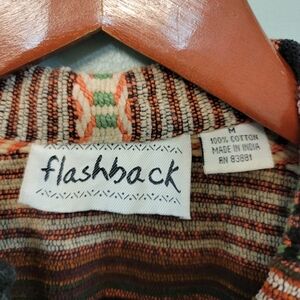 flashback
M
100% COTTON
MADE IN INDIA
RN 83881